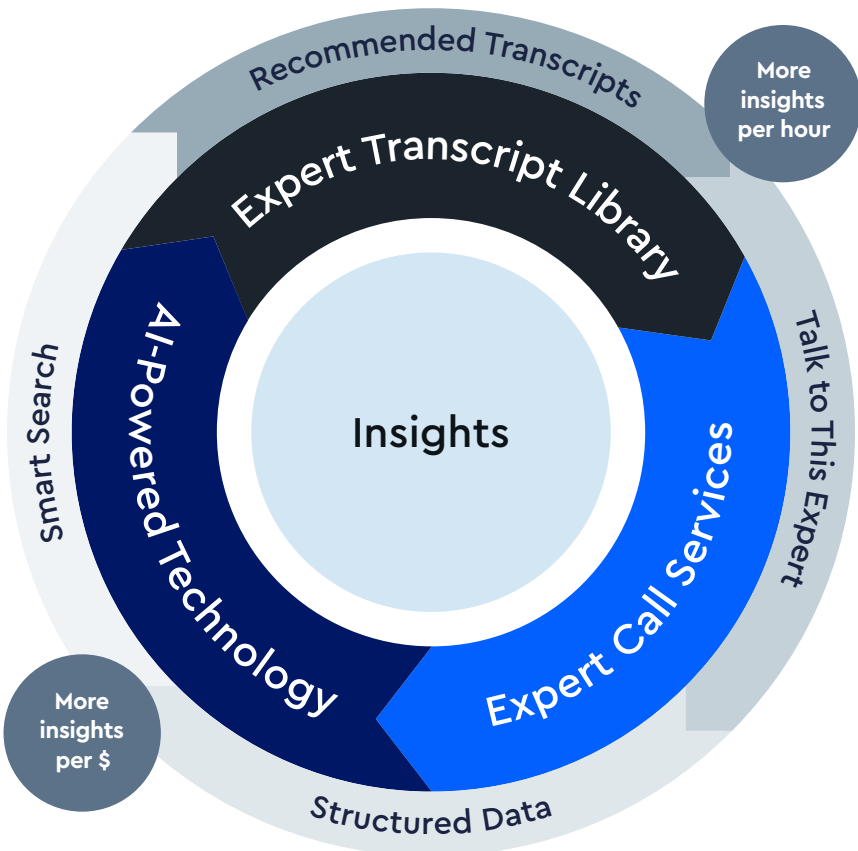 Recommended Transcripts
More
insights
per hour
Expert Transcript Library
Talk to This Expert
Expert Call Services
Insights
AI-Powered Technology
Smart Search
More
insights
per $
Structured Data